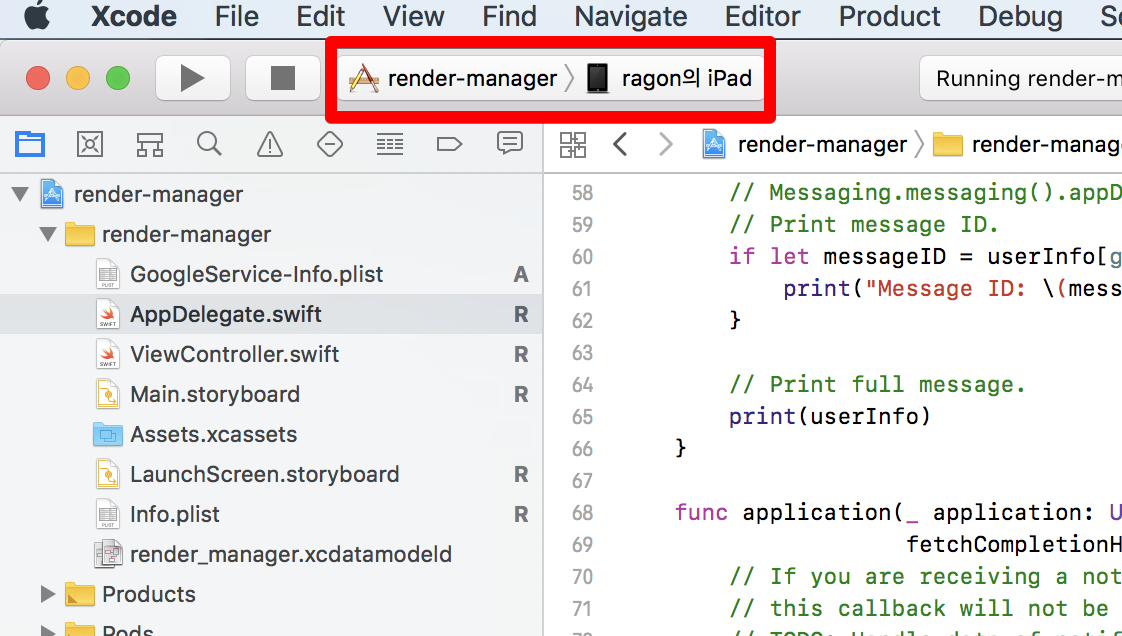 Xcode File Edit View Find Navigate Editor Product Debug
render-manager ragon의 iPad Running render-m
render-manager render-manag
render-manager
render-manager
GoogleService-Info.plist A
AppDelegate.swift R
ViewController.swift R
Main.storyboard R
Assets.xcassets
LaunchScreen.storyboard R
Info.plist R
render_manager.xcdatamodeld
Products
Pods
58 // Messaging.messaging().appD
59 // Print message ID.
60 if let messageID = userInfo[g
61 print("Message ID: \(mess
62 }
63
64 // Print full message.
65 print(userInfo)
66 }
67
68 func application(_ application: U
69 fetchCompletionH
70 // If you are receiving a not
71 // this callback will not be